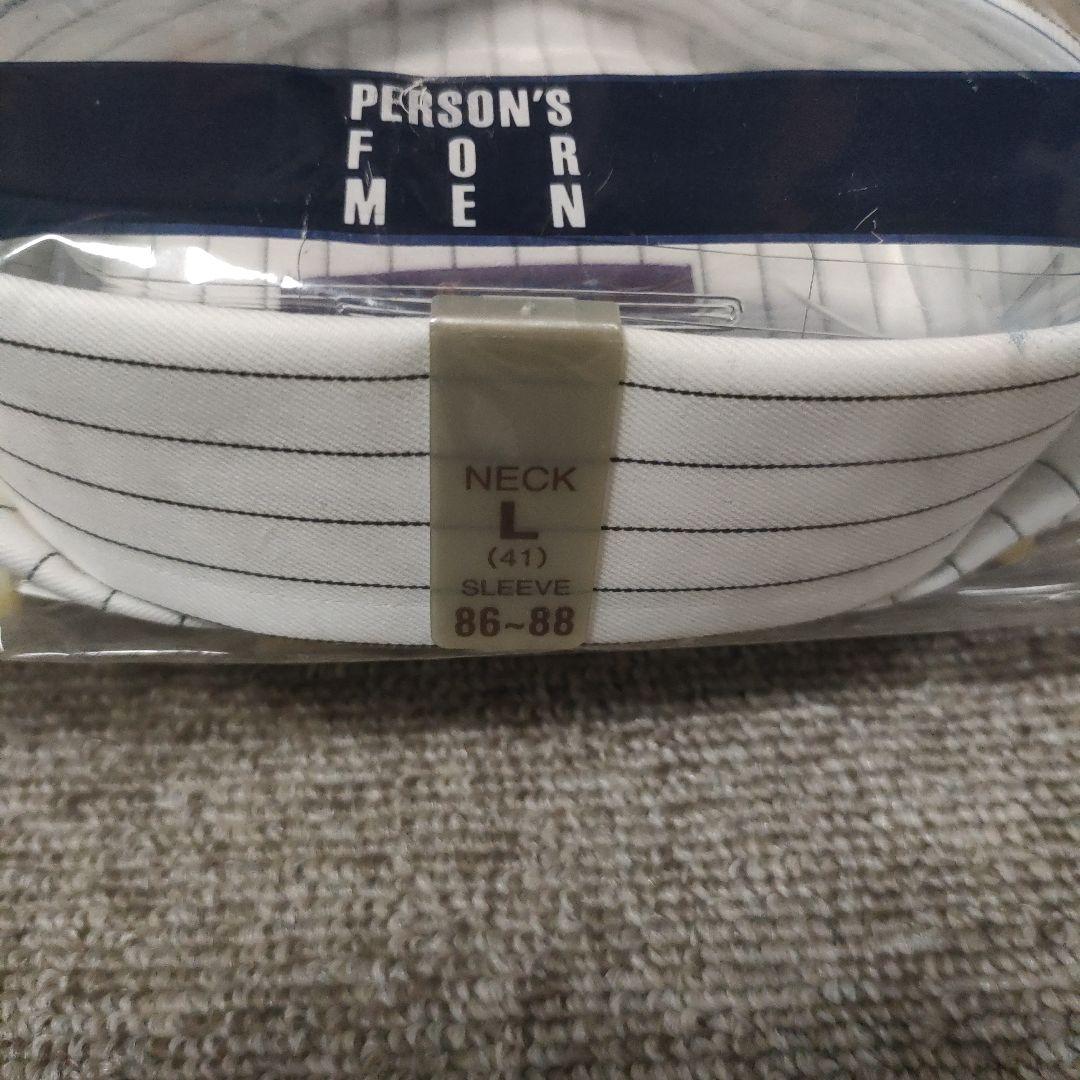 PERSON'S
F O R
M E N
NECK
L
(41)
SLEEVE
86~88